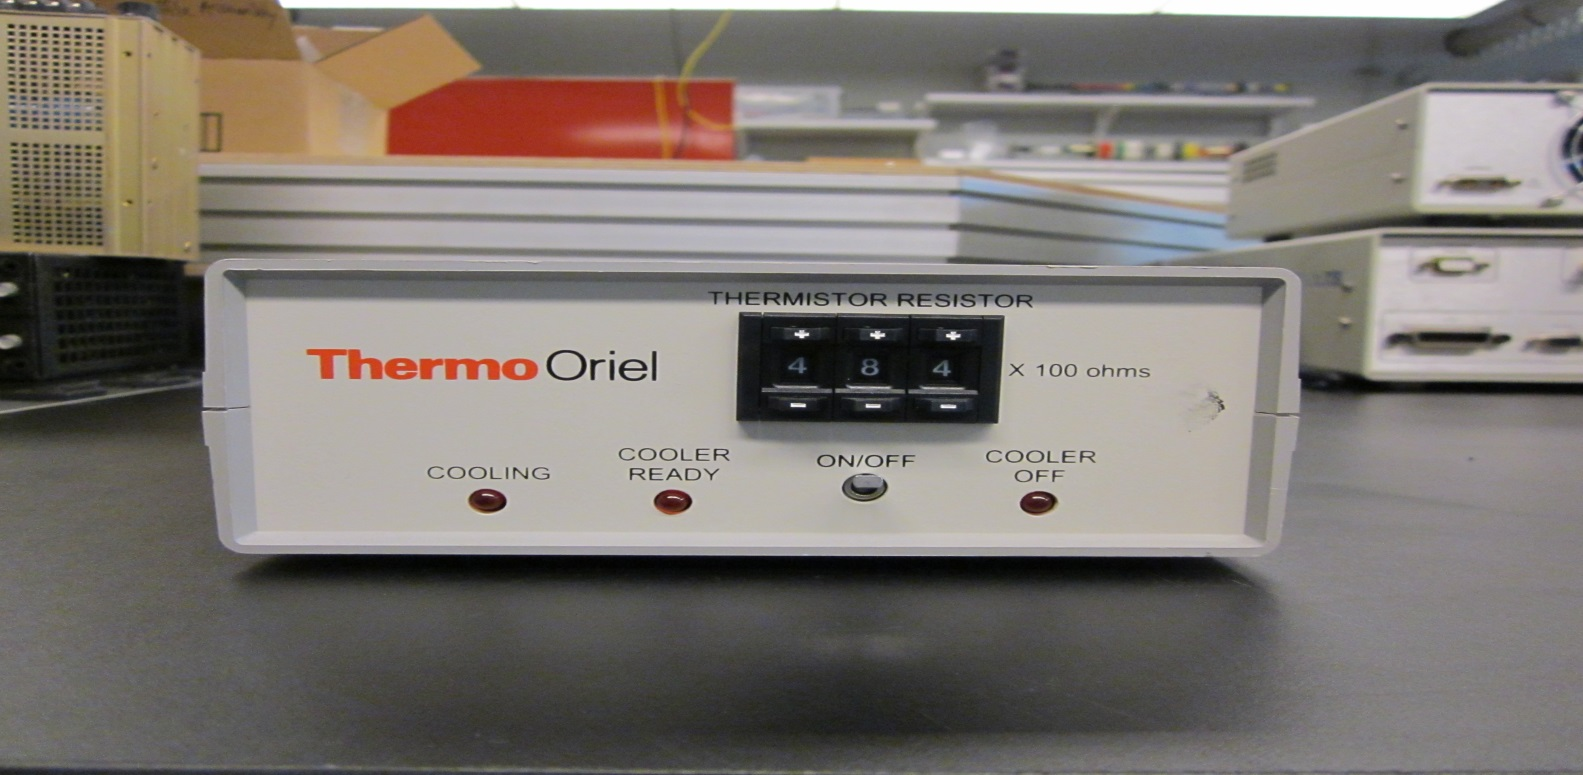 THERMISTOR RESISTOR
Thermo Oriel
4 8 4
X 100 ohms
COOLING
COOLER
READY
ON/OFF
COOLER
OFF